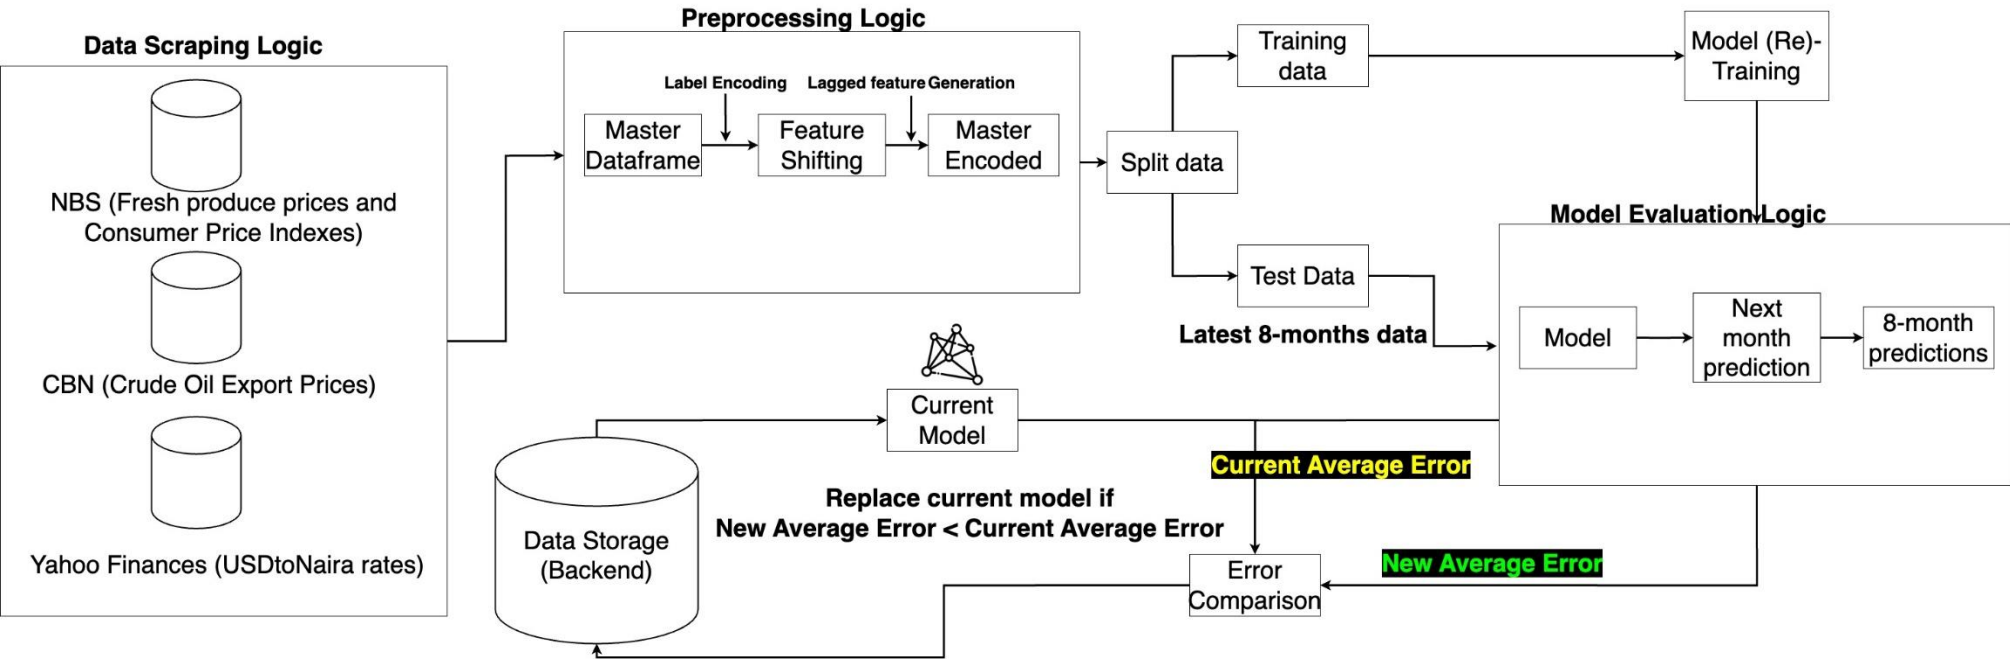 Data Scraping Logic
NBS (Fresh produce prices and
Consumer Price Indexes)
CBN (Crude Oil Export Prices)
Yahoo Finances (USDtoNaira rates)
Preprocessing Logic
Label Encoding
Lagged feature Generation
Master
Dataframe
Feature
Shifting
Master
Encoded
Split data
Training
data
Model (Re)-
Training
Test Data
Latest 8-months data
Model Evaluation Logic
Model
Next
month
prediction
8-month
predictions
Current
Model
Current Average Error
Replace current model if
New Average Error < Current Average Error
Data Storage
(Backend)
New Average Error
Error
Comparison